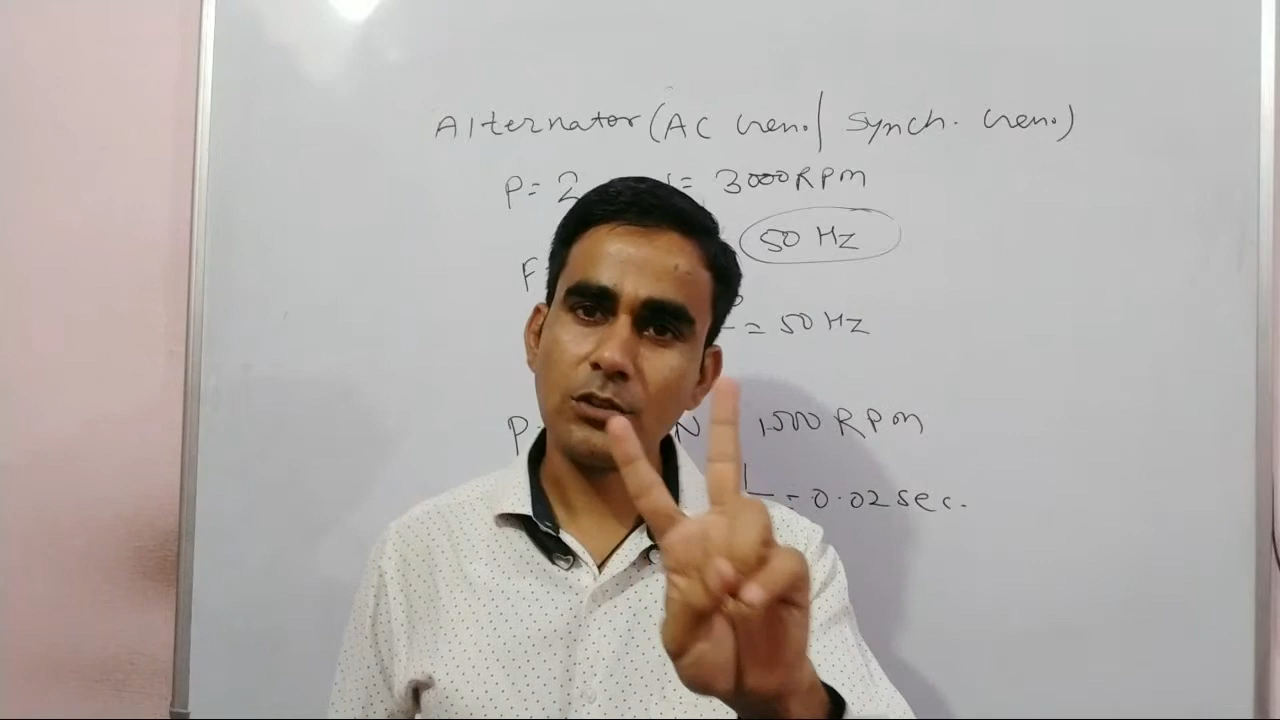 Alternator (AC Gen. / Synch. Gen.)
P = 2 = 3000 RPM
50 Hz
F =
= 50 Hz
P N 1500 RPM
= 0.02 sec.